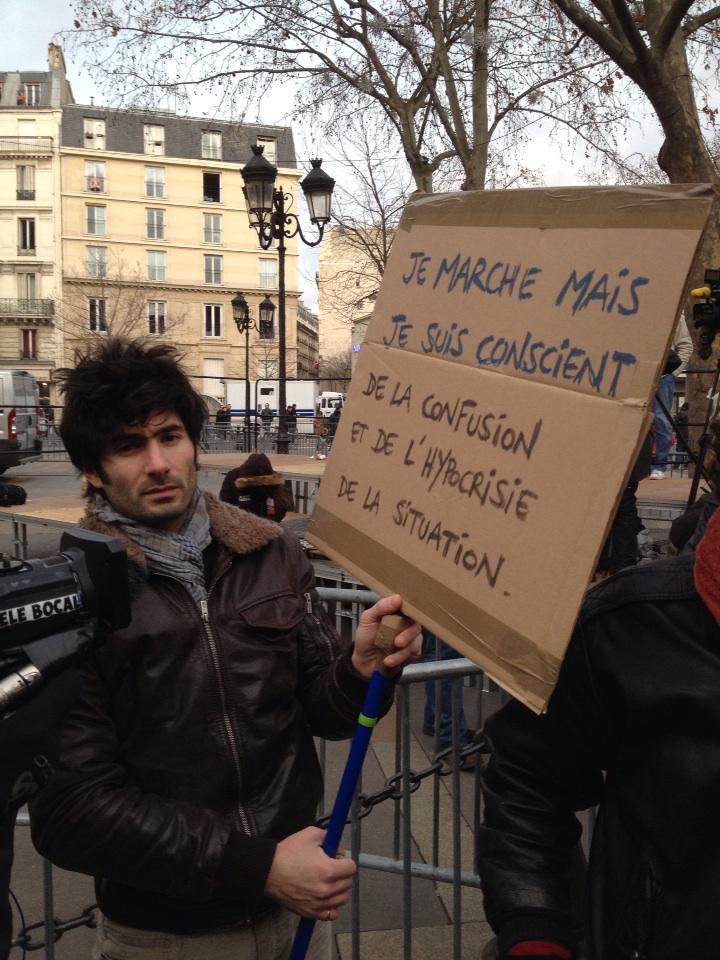 JE MARCHE MAIS
JE SUIS CONSCIENT
DE LA CONFUSION
ET DE L'HYPOCRISIE
DE LA SITUATION.
ELE BOCAL